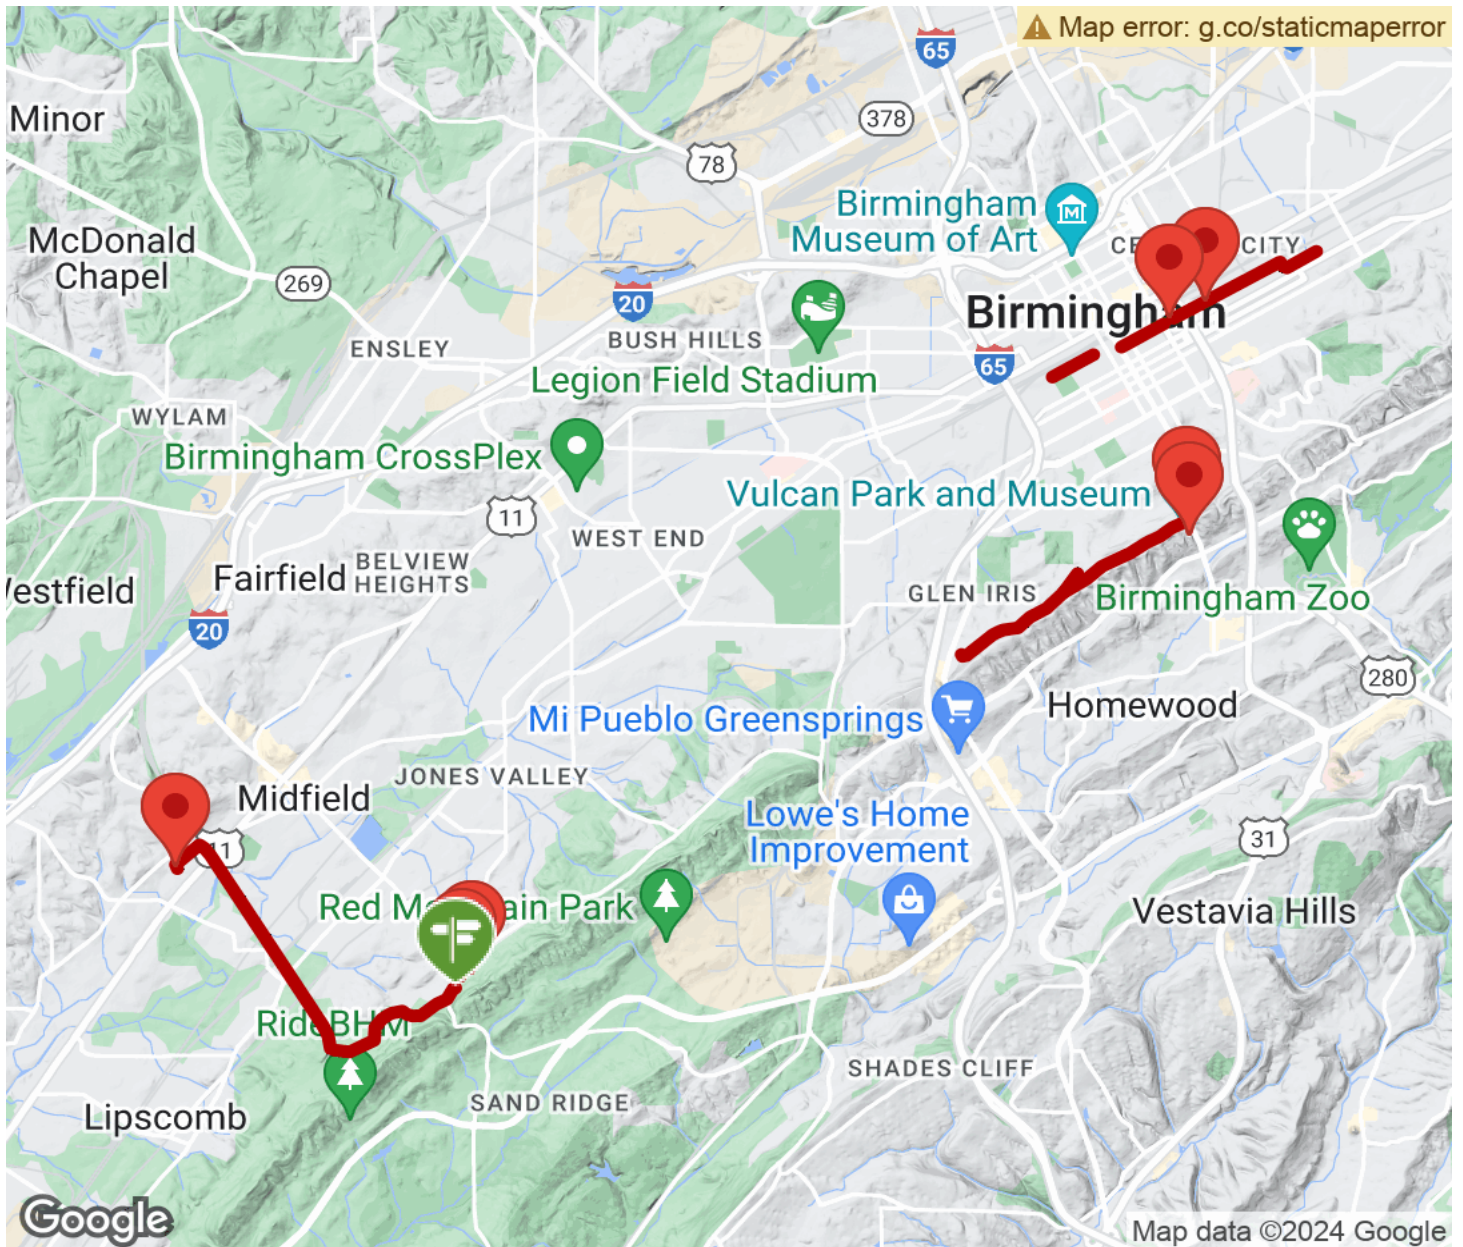 Map error: g.co/staticmaperror
65
Minor
378
78
Birmingham
Museum of Art
McDonald
Chapel
CE CITY
269
20
Birmingham
BUSH HILLS
ENSLEY
65
Legion Field Stadium
WYLAM
Birmingham CrossPlex
Vulcan Park and Museum
11
WEST END
BELVIEW
HEIGHTS
Fairfield
estfield
GLEN IRIS
Birmingham Zoo
20
280
Homewood
Mi Pueblo Greensprings
JONES VALLEY
Midfield
Lowe's Home
Improvement
31
11
Red M ain Park
Vestavia Hills
RideBHM
SHADES CLIFF
SAND RIDGE
Lipscomb
Google
Map data ©2024 Google